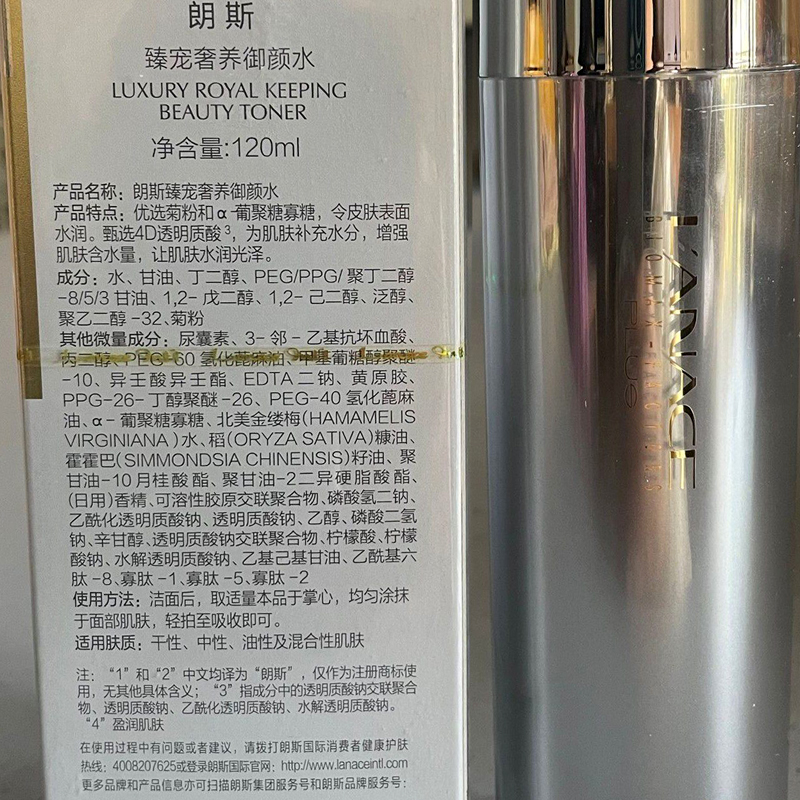 朗斯
臻宠奢养御颜水
LUXURY ROYAL KEEPING
BEAUTY TONER
净含量:120ml
产品名称：朗斯臻宠奢养御颜水
产品特点：优选菊粉和α-葡聚糖寡糖，令皮肤表面
水润。甄选4D透明质酸³，为肌肤补充水分，增强
肌肤含水量，让肌肤水润光泽。
成分：水、甘油、丁二醇、PEG/PPG/聚丁二醇
-8/5/3 甘油、1,2-戊二醇、1,2-己二醇、泛醇、
聚乙二醇-32、菊粉
其他微量成分：尿囊素、3-邻-乙基抗坏血酸、
丙二醇、PEG-60 氢化蓖麻油、甲基葡糖醇聚醚
-10、异壬酸异壬酯、EDTA 二钠、黄原胶、
PPG-26-丁醇聚醚-26、PEG-40 氢化蓖麻
油、α-葡聚糖寡糖、北美金缕梅(HAMAMELIS
VIRGINIANA)水、稻(ORYZA SATIVA)糠油、
霍霍巴(SIMMONDSIA CHINENSIS)籽油、聚
甘油-10月桂酸酯、聚甘油-2二异硬脂酸酯、
(日用)香精、可溶性胶原交联聚合物、磷酸氢二钠、
乙酰化透明质酸钠、透明质酸钠、乙醇、磷酸二氢
钠、辛甘醇、透明质酸钠交联聚合物、柠檬酸、柠檬
酸钠、水解透明质酸钠、乙基己基甘油、乙酰基六
肽-8、寡肽-1、寡肽-5、寡肽-2
使用方法：洁面后，取适量本品于掌心，均匀涂抹
于面部肌肤，轻拍至吸收即可。
适用肤质：干性、中性、油性及混合性肌肤
注：“1”和“2”中文均译为“朗斯”，仅作为注册商标使
用，无其他具体含义；“3”指成分中的透明质酸钠交联聚合
物、透明质酸钠、乙酰化透明质酸钠、水解透明质酸钠。
“4”盈润肌肤
在使用过程中有问题或者建议，请拨打朗斯国际消费者健康护肤
热线：4008207625或登录朗斯国际官网：http://www.lanaceintl.com
更多品牌和产品信息亦可扫描朗斯集团服务号和朗斯品牌服务号：
L'ANACE